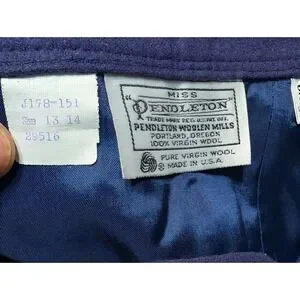 J178-151
13 14
29516
MISS
"PENDLETON"
TRADE MARK REG. U.S. PAT. OFF.
PENDLETON WOOLEN MILLS
PORTLAND, OREGON
100% VIRGIN WOOL
PURE VIRGIN WOOL
MADE IN U.S.A.